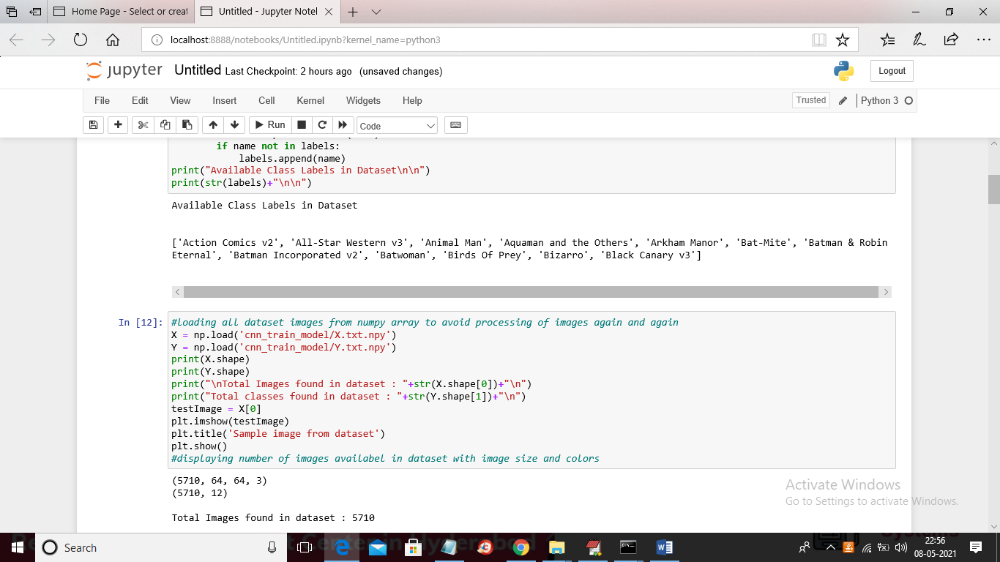 Home Page - Select or creat
Untitled - Jupyter Notel
localhost:8888/notebooks/Untitled.ipynb?kernel_name=python3
jupyter Untitled Last Checkpoint: 2 hours ago (unsaved changes)
Logout
File Edit View Insert Cell Kernel Widgets Help
Trusted
Python 3
Run
Code
if name not in labels:
labels.append(name)
print("Available Class Labels in Dataset\n\n")
print(str(labels)+"\n\n")
Available Class Labels in Dataset
['Action Comics v2', 'All-Star Western v3', 'Animal Man', 'Aquaman and the Others', 'Arkham Manor', 'Bat-Mite', 'Batman & Robin
Eternal', 'Batman Incorporated v2', 'Batwoman', 'Birds Of Prey', 'Bizarro', 'Black Canary v3']
In [12]:
#loading all dataset images from numpy array to avoid processing of images again and again
X = np.load('cnn_train_model/X.txt.npy')
Y = np.load('cnn_train_model/Y.txt.npy')
print(X.shape)
print(Y.shape)
print("\nTotal Images found in dataset : "+str(X.shape[0])+"\n")
print("Total classes found in dataset : "+str(Y.shape[1])+"\n")
testImage = X[0]
plt.imshow(testImage)
plt.title('Sample image from dataset')
plt.show()
#displaying number of images availabel in dataset with image size and colors
(5710, 64, 64, 3)
(5710, 12)
Total Images found in dataset : 5710
Activate Windows
Go to Settings to activate Windows.
Search
22:56
08-05-2021